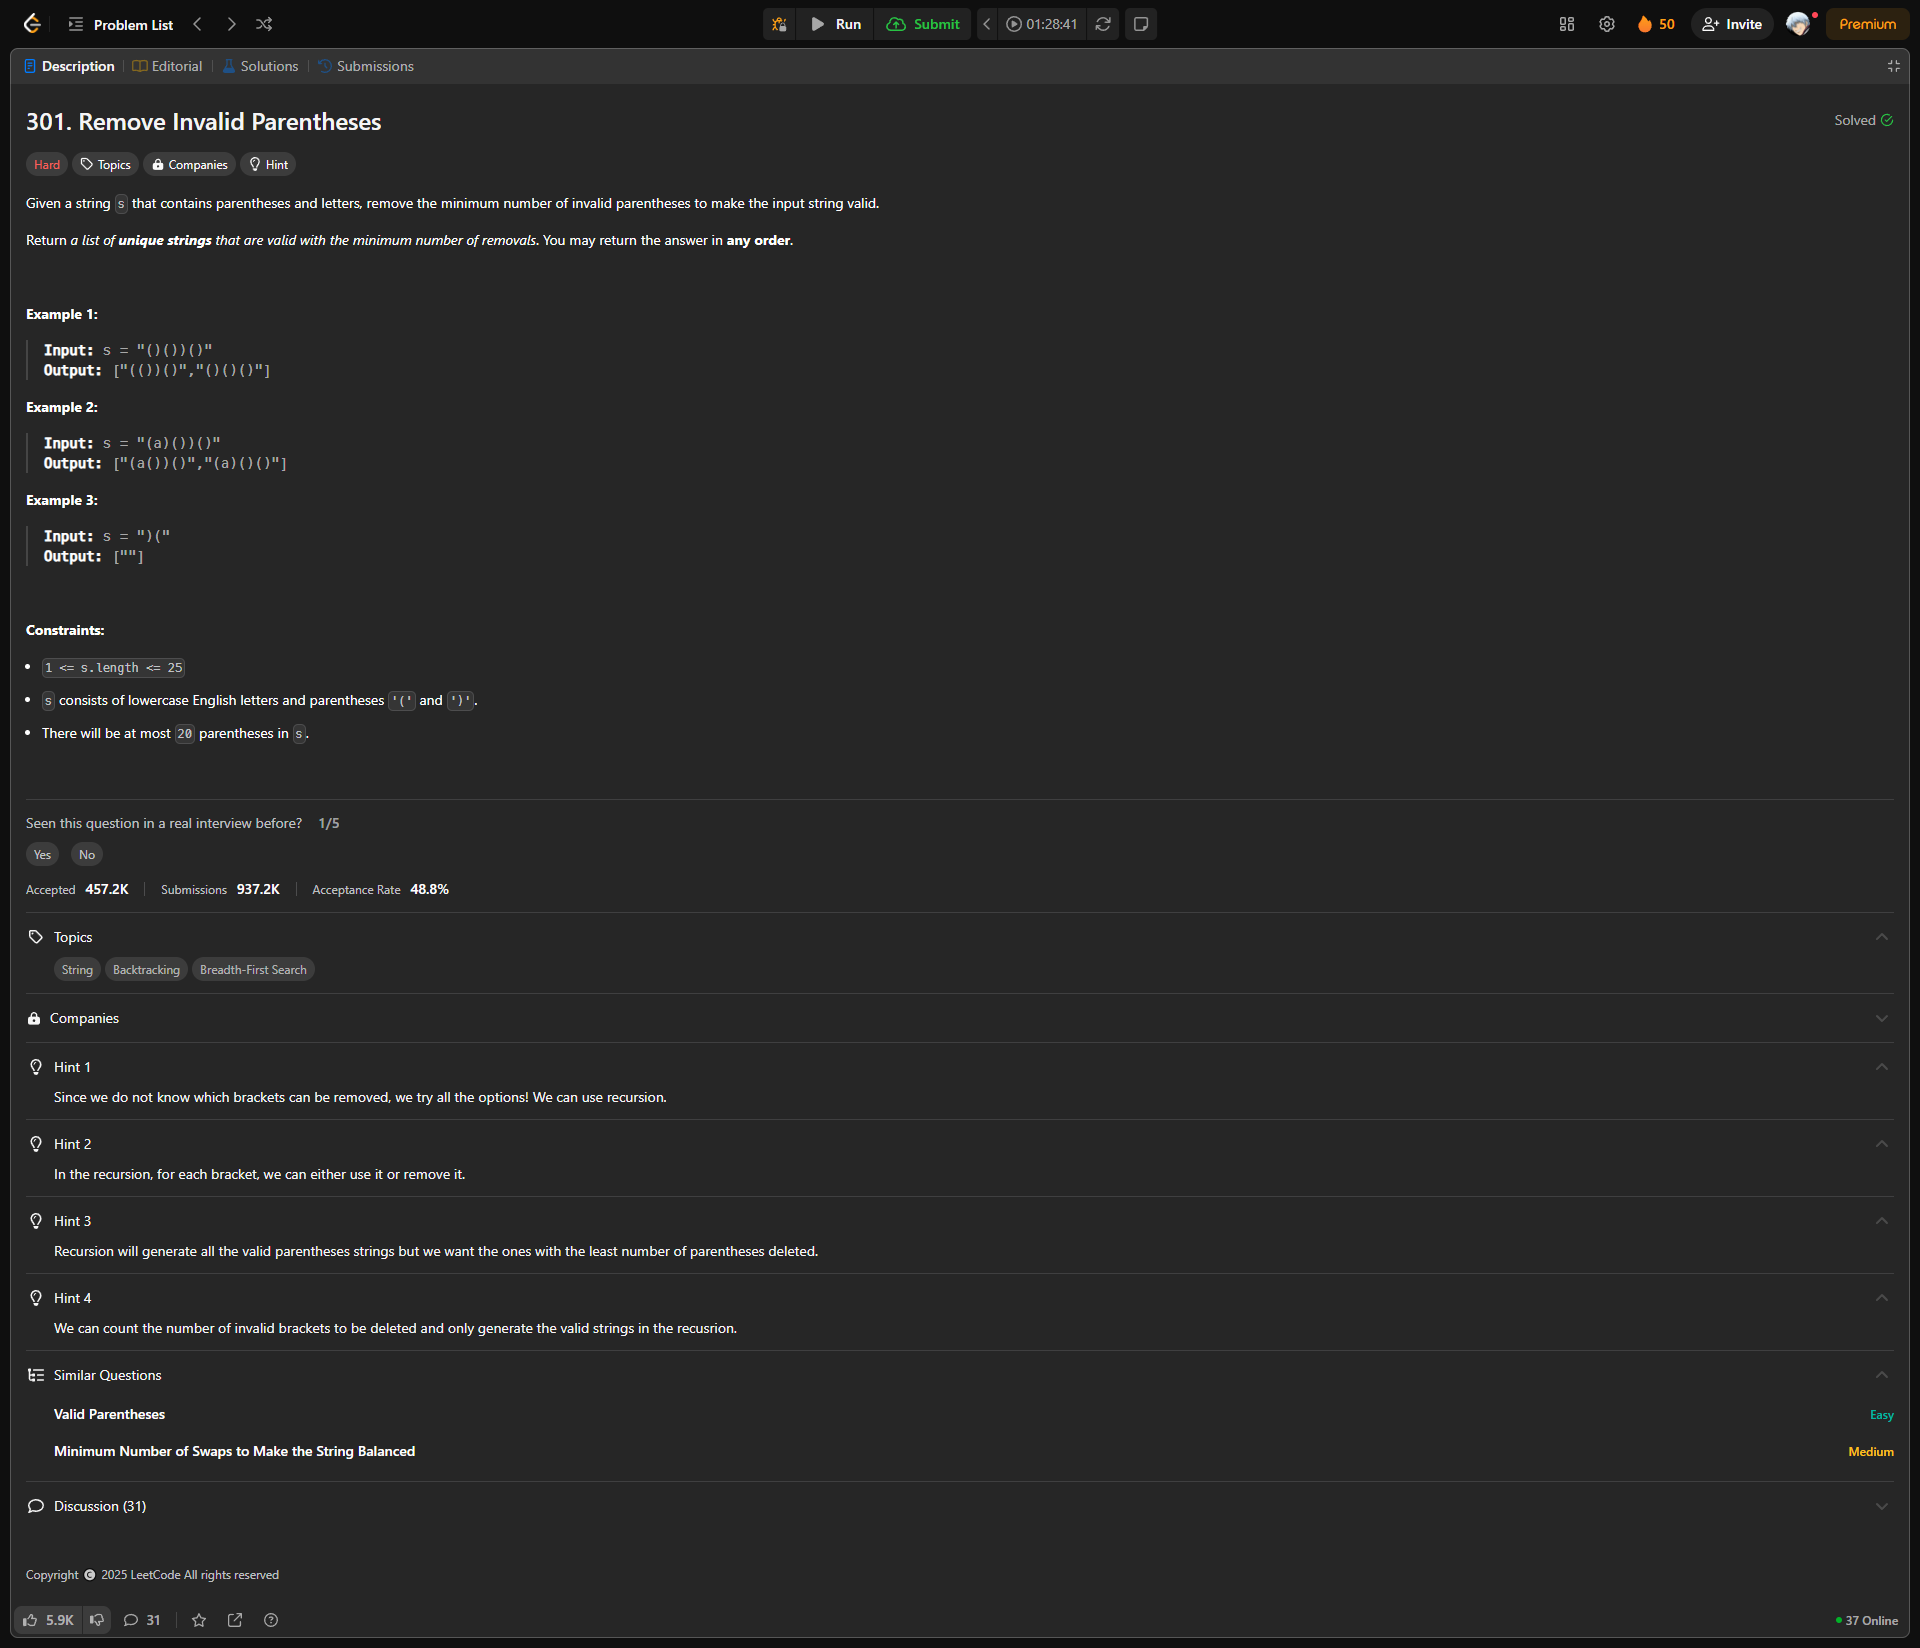 Problem List
Run
Submit
01:28:41
50
Invite
Premium
Description
Editorial
Solutions
Submissions
301. Remove Invalid Parentheses
Solved
Hard
Topics
Companies
Hint
Given a string s that contains parentheses and letters, remove the minimum number of invalid parentheses to make the input string valid.
Return a list of unique strings that are valid with the minimum number of removals. You may return the answer in any order.
Example 1:
Input: s = "()())()"
Output: ["(())()","()()()"]
Example 2:
Input: s = "(a)())()"
Output: ["(a())()","(a)()()"]
Example 3:
Input: s = ")("
Output: [""]
Constraints:
• 1 <= s.length <= 25
• s consists of lowercase English letters and parentheses '(' and ')'.
• There will be at most 20 parentheses in s.
Seen this question in a real interview before? 1/5
Yes
No
Accepted 457.2K
Submissions 937.2K
Acceptance Rate 48.8%
Topics
String
Backtracking
Breadth-First Search
Companies
Hint 1
Since we do not know which brackets can be removed, we try all the options! We can use recursion.
Hint 2
In the recursion, for each bracket, we can either use it or remove it.
Hint 3
Recursion will generate all the valid parentheses strings but we want the ones with the least number of parentheses deleted.
Hint 4
We can count the number of invalid brackets to be deleted and only generate the valid strings in the recusrion.
Similar Questions
Valid Parentheses
Easy
Minimum Number of Swaps to Make the String Balanced
Medium
Discussion (31)
Copyright © 2025 LeetCode All rights reserved
5.9K
31
37 Online